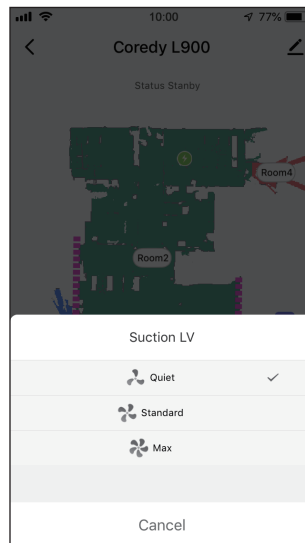 10:00
77%
Coredy L900
Status Stanby
Room4
Room2
Suction LV
Quiet
Standard
Max
Cancel